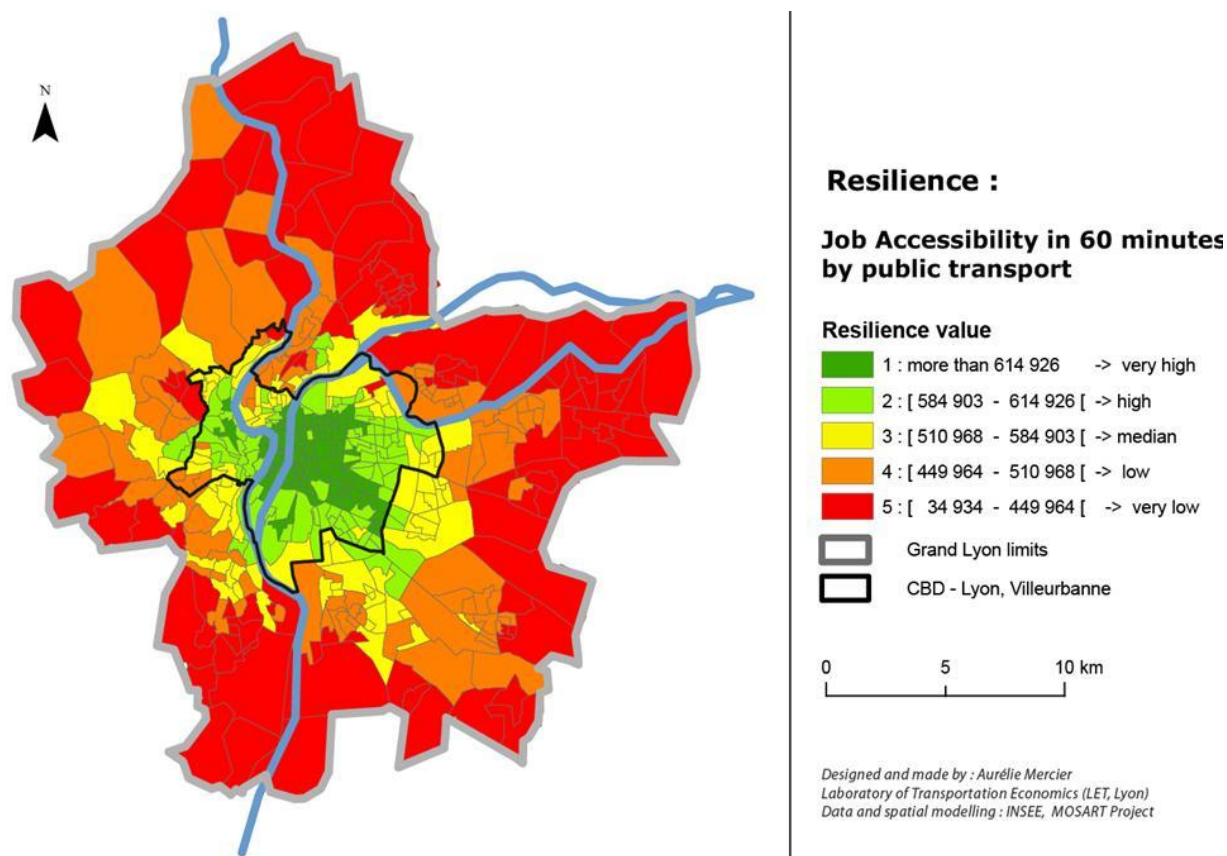 N
Resilience :
Job Accessibility in 60 minutes
by public transport
Resilience value
1 : more than 614 926 -> very high
2 : [ 584 903 - 614 926 [ -> high
3 : [ 510 968 - 584 903 [ -> median
4 : [ 449 964 - 510 968 [ -> low
5 : [ 34 934 - 449 964 [ -> very low
Grand Lyon limits
CBD - Lyon, Villeurbanne
0 5 10 km
Designed and made by : Aurélie Mercier
Laboratory of Transportation Economics (LET, Lyon)
Data and spatial modelling : INSEE, MOSART Project